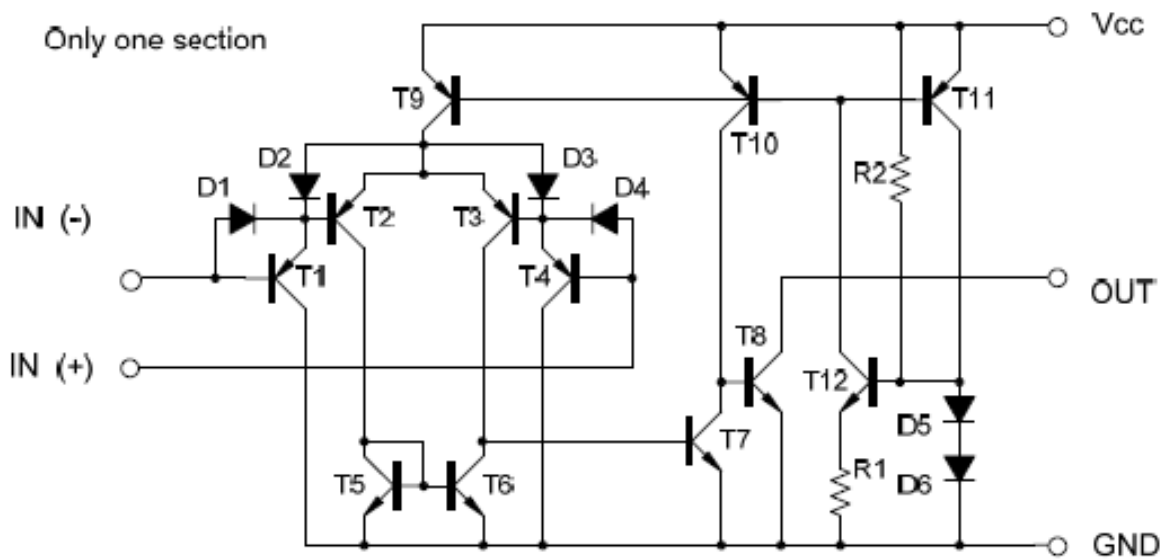 Only one section
Vcc
T9
T10
T11
D2
D3
D1
D4
R2
IN (-)
T2
T3
T1
T4
OUT
IN (+)
T8
T12
D5
T7
T5
T6
R1
D6
GND